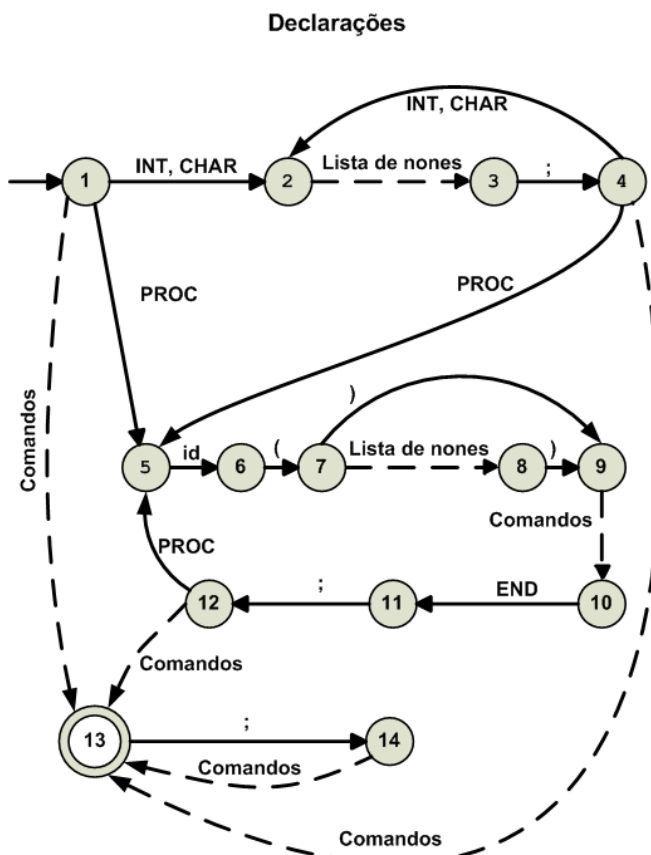 Declarações
INT, CHAR
1
INT, CHAR
2
Lista de nones
3
;
4
PROC
PROC
Comandos
)
5
id
6
(
7
Lista de nones
8
)
9
Comandos
PROC
12
;
11
END
10
Comandos
13
;
14
Comandos
Comandos